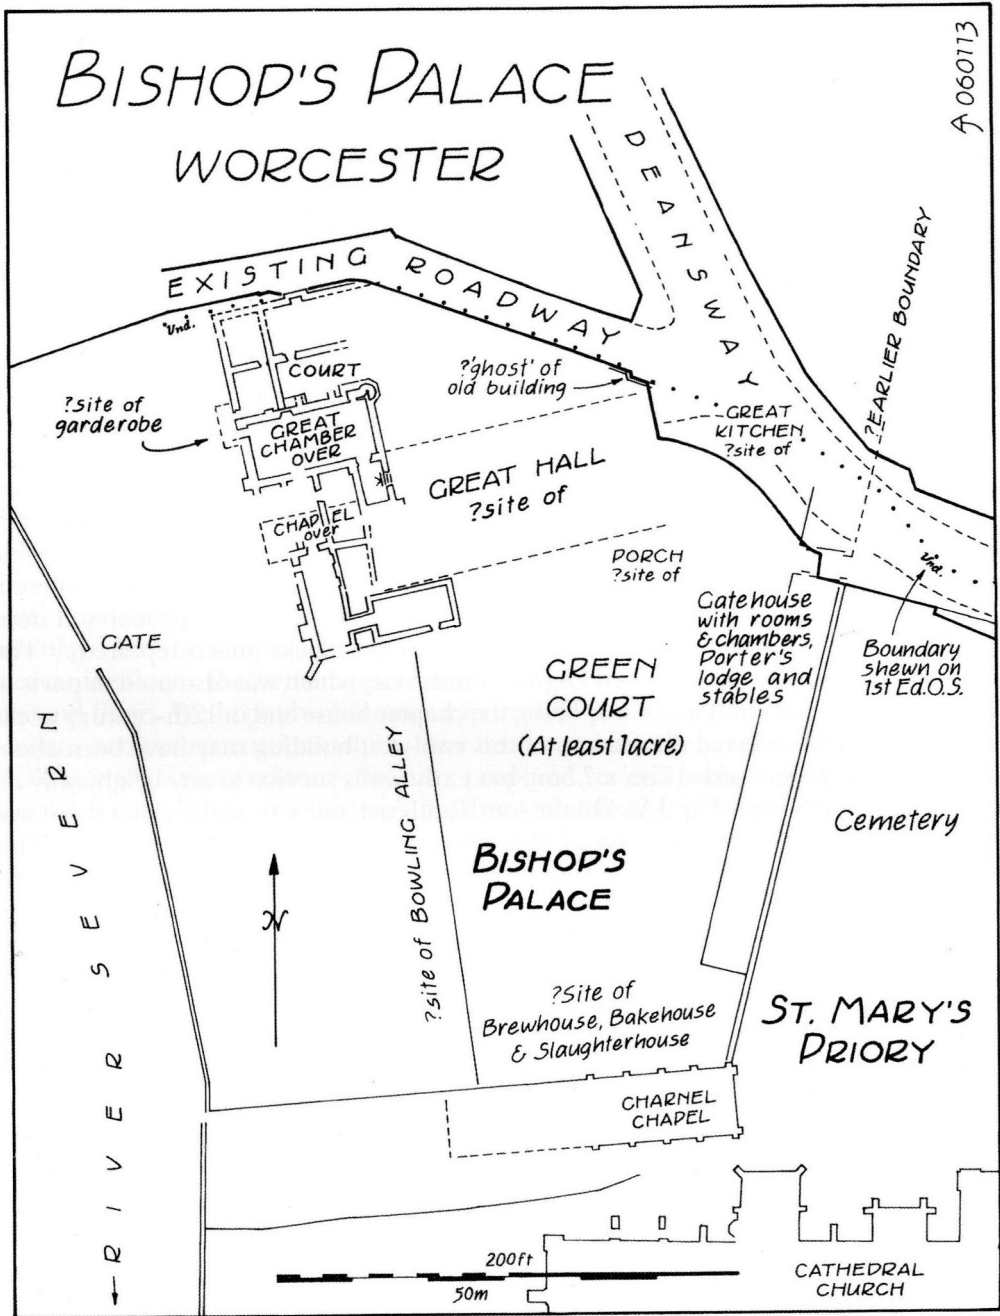 BISHOP'S PALACE
WORCESTER
060113
DEANSWAY
EXISTING ROADWAY
?EARLIER BOUNDARY
Und.
COURT
?'ghost' of
old building
?site of
garderobe
GREAT
CHAMBER
OVER
GREAT
KITCHEN
?site of
GREAT HALL
?site of
CHAPEL
over
PORCH
?site of
Und.
Gatehouse
with rooms
& chambers,
Porter's
lodge and
stables
Boundary
shewn on
1st Ed.O.S.
GATE
GREEN
COURT
(At least 1acre)
RIVER SEVERN
?site of BOWLING ALLEY
Cemetery
BISHOP'S
PALACE
N
?Site of
Brewhouse, Bakehouse
& Slaughterhouse
ST. MARY'S
PRIORY
CHARNEL
CHAPEL
200ft
50m
CATHEDRAL
CHURCH